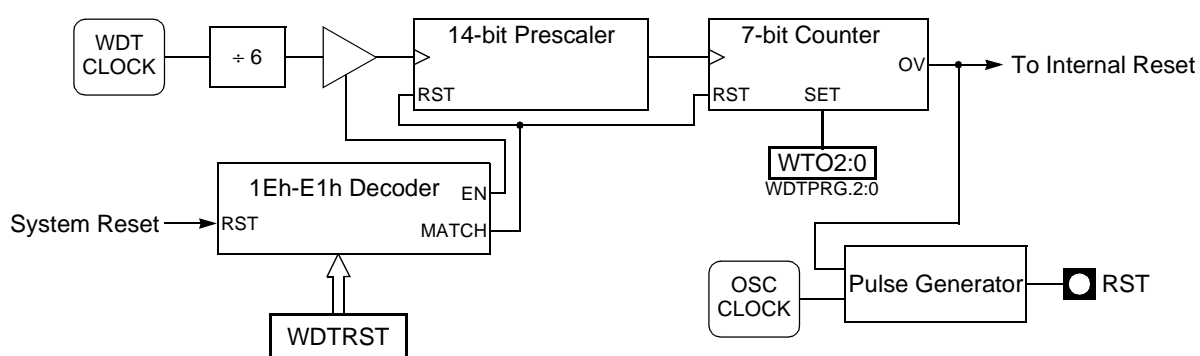 WDT
CLOCK
÷ 6
14-bit Prescaler
RST
7-bit Counter
OV
RST
SET
To Internal Reset
WTO2:0
WDTPRG.2:0
1Eh-E1h Decoder
EN
System Reset
RST
MATCH
WDTRST
OSC
CLOCK
Pulse Generator
RST